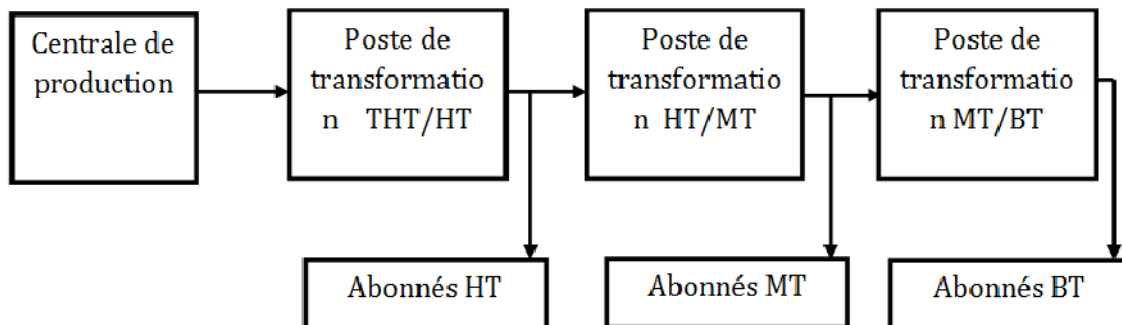 Centrale de
production
Poste de
transformatio
n THT/HT
Poste de
transformatio
n HT/MT
Poste de
transformatio
n MT/BT
Abonnés HT
Abonnés MT
Abonnés BT